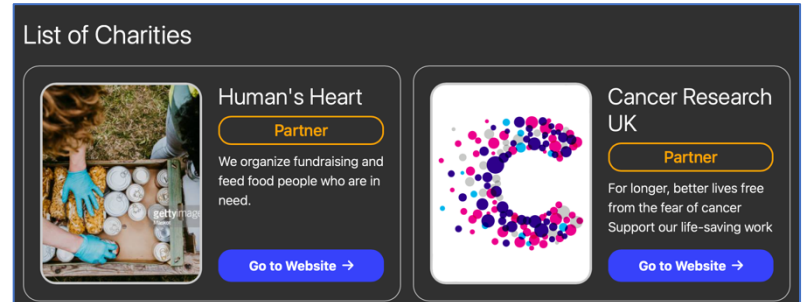 List of Charities
Human's Heart
Partner
We organize fundraising and
feed food people who are in
need.
gettyimag
Go to Website →
Cancer Research
UK
Partner
For longer, better lives free
from the fear of cancer
Support our life-saving work
Go to Website →